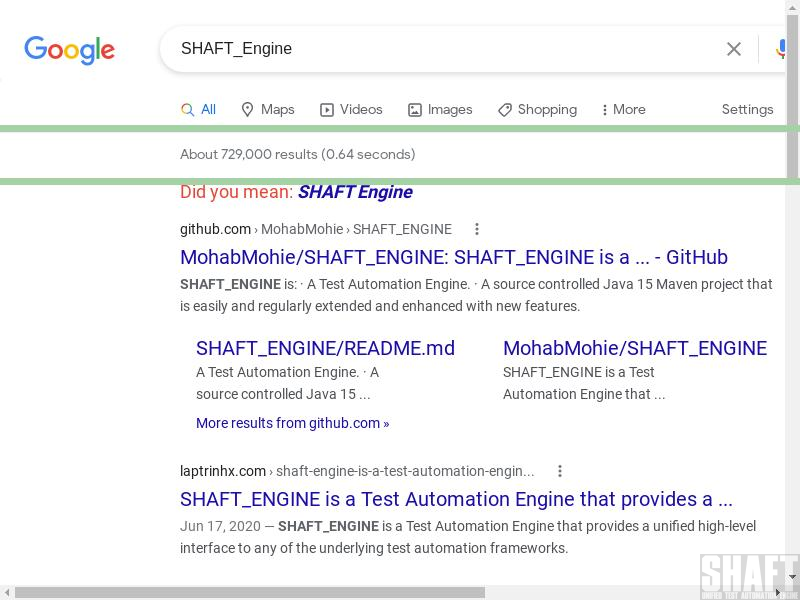 Google
SHAFT_Engine
All Maps Videos Images Shopping More Settings
About 729,000 results (0.64 seconds)
Did you mean: SHAFT Engine
github.com › MohabMohie › SHAFT_ENGINE
MohabMohie/SHAFT_ENGINE: SHAFT_ENGINE is a ... - GitHub
SHAFT_ENGINE is: · A Test Automation Engine. · A source controlled Java 15 Maven project that
is easily and regularly extended and enhanced with new features.
SHAFT_ENGINE/README.md
A Test Automation Engine. · A
source controlled Java 15 ...
MohabMohie/SHAFT_ENGINE
SHAFT_ENGINE is a Test
Automation Engine that ...
More results from github.com »
laptrinhx.com › shaft-engine-is-a-test-automation-engin...
SHAFT_ENGINE is a Test Automation Engine that provides a ...
Jun 17, 2020 — SHAFT_ENGINE is a Test Automation Engine that provides a unified high-level
interface to any of the underlying test automation frameworks.
SHAFT
UNIFIED TEST AUTOMATION ENGINE